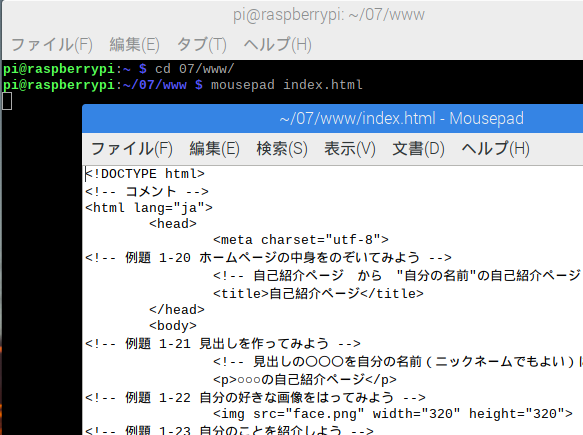 pi@raspberrypi: ~/07/www
ファイル(F) 編集(E) タブ(T) ヘルプ(H)
pi@raspberrypi:~ $ cd 07/www/
pi@raspberrypi:~/07/www $ mousepad index.html
~/07/www/index.html - Mousepad
ファイル(F) 編集(E) 検索(S) 表示(V) 文書(D) ヘルプ(H)
<!DOCTYPE html>
<!-- コメント -->
<html lang="ja">
<head>
<meta charset="utf-8">
<!-- 例題 1-20 ホームページの中身をのぞいてみよう -->
<!-- 自己紹介ページ から "自分の名前"の自己紹介ページ
<title>自己紹介ページ</title>
</head>
<body>
<!-- 例題 1-21 見出しを作ってみよう -->
<!-- 見出しの〇〇〇を自分の名前（ニックネームでもよい）に
<p>○○○の自己紹介ページ</p>
<!-- 例題 1-22 自分の好きな画像をはってみよう -->
<img src="face.png" width="320" height="320">
<!-- 例題 1-23 自分のことを紹介しよう -->